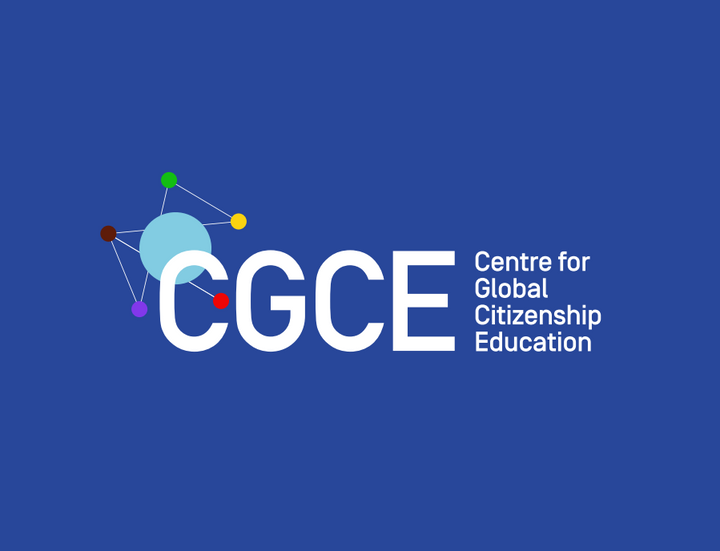 CGCE
Centre for
Global
Citizenship
Education